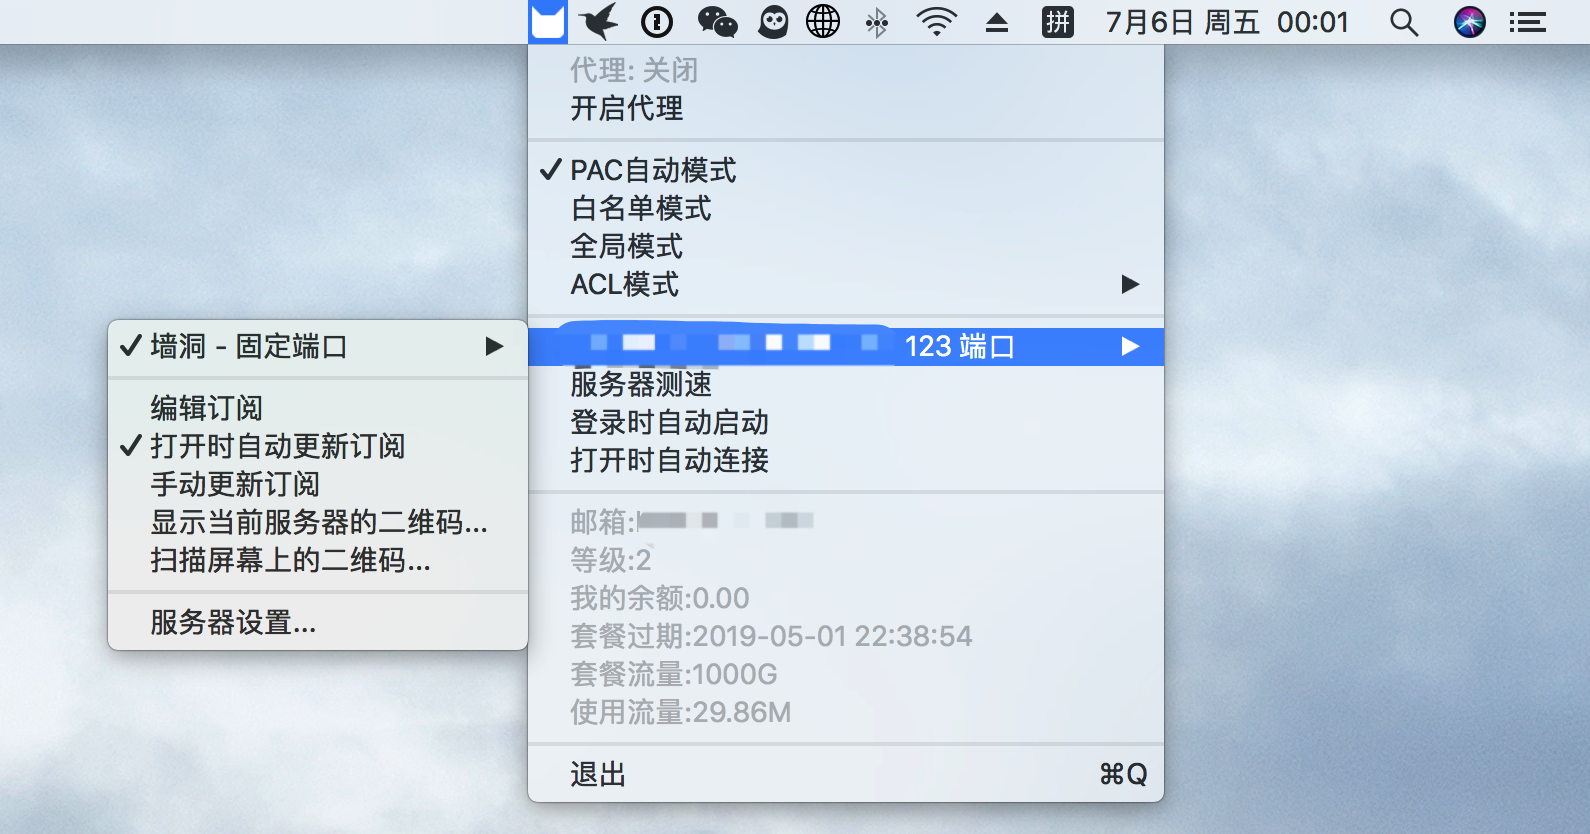 拼 7月6日 周五 00:01
代理: 关闭
开启代理
✓ PAC自动模式
白名单模式
全局模式
ACL模式
123 端口
服务器测速
登录时自动启动
打开时自动连接
邮箱:
等级:2
我的余额:0.00
套餐过期:2019-05-01 22:38:54
套餐流量:1000G
使用流量:29.86M
退出 ⌘Q
✓ 墙洞 - 固定端口
编辑订阅
✓ 打开时自动更新订阅
手动更新订阅
显示当前服务器的二维码...
扫描屏幕上的二维码...
服务器设置...